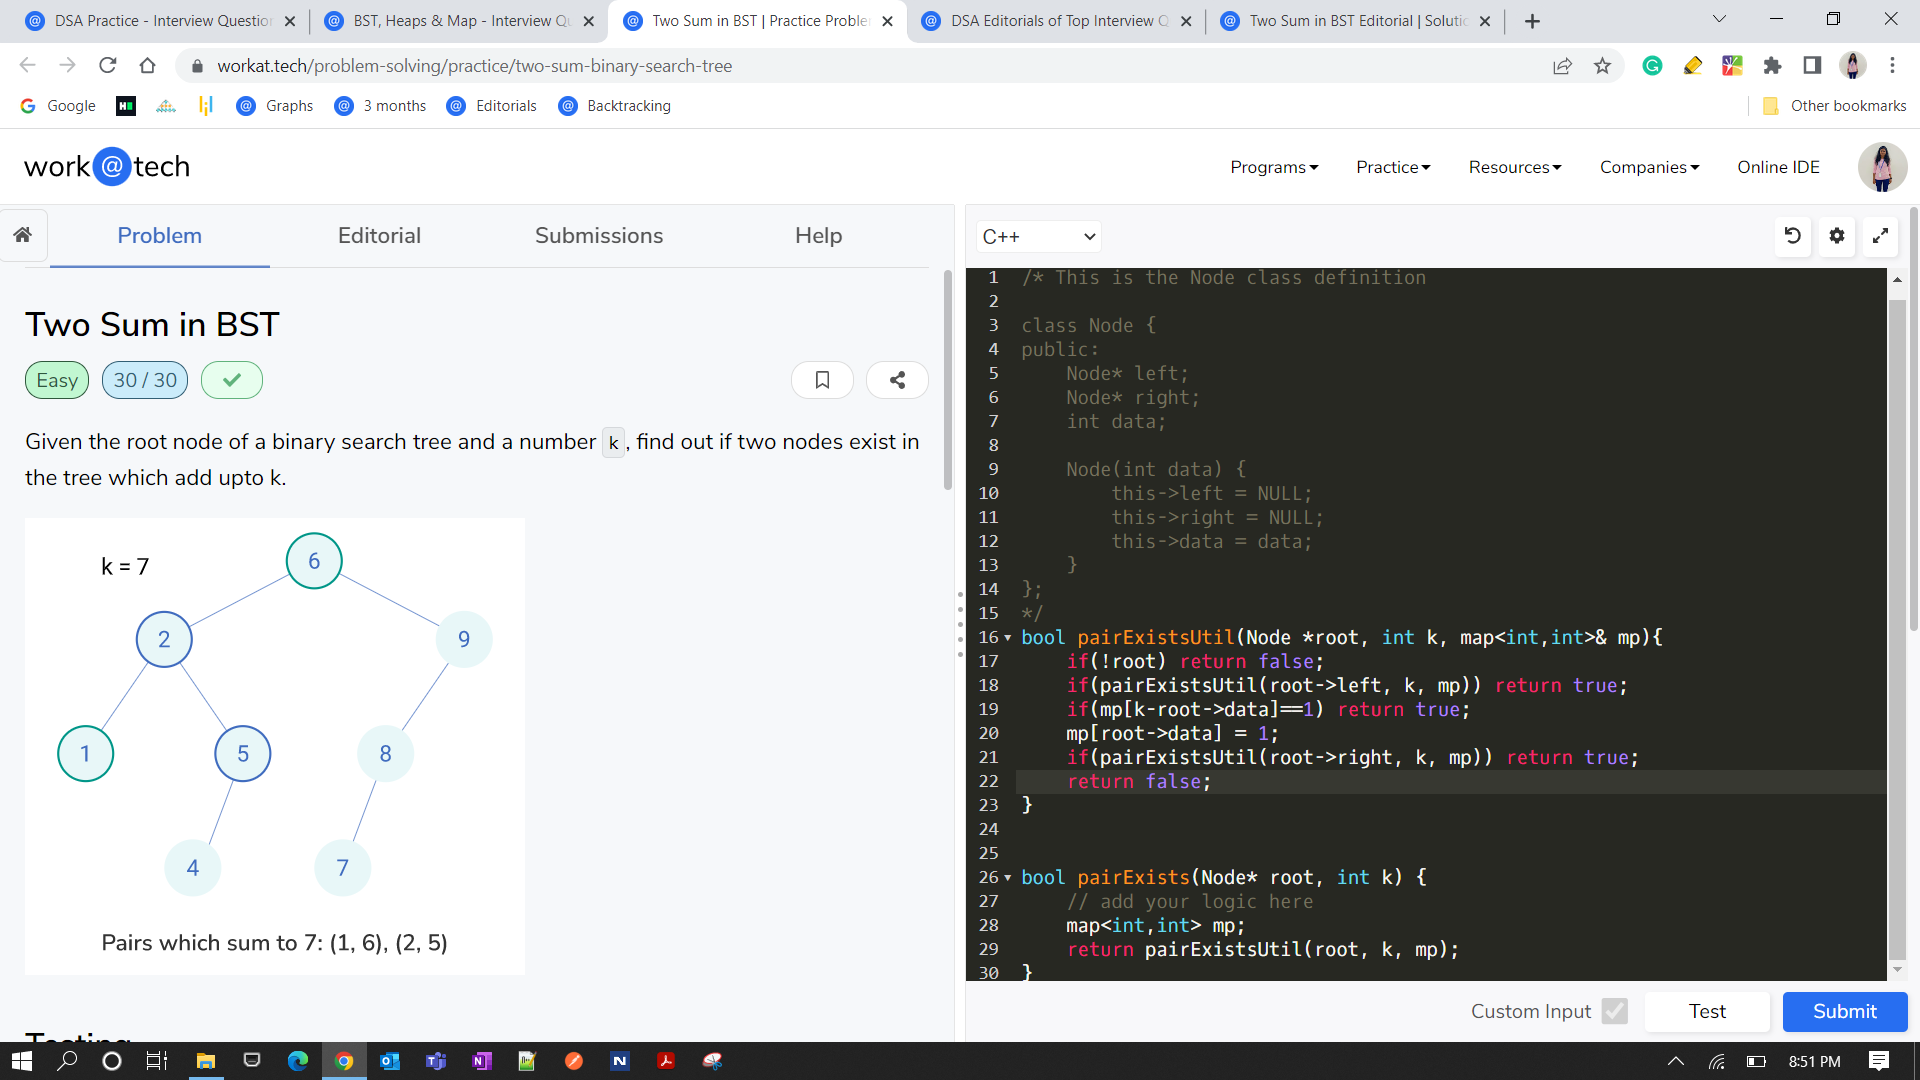 DSA Practice - Interview Question
BST, Heaps & Map - Interview Qu
Two Sum in BST | Practice Proble
DSA Editorials of Top Interview Q
Two Sum in BST Editorial | Solutio
workat.tech/problem-solving/practice/two-sum-binary-search-tree
Google
Graphs
3 months
Editorials
Backtracking
Other bookmarks
work@tech
Programs
Practice
Resources
Companies
Online IDE
Problem
Editorial
Submissions
Help
Two Sum in BST
Easy
30 / 30
Given the root node of a binary search tree and a number k, find out if two nodes exist in
the tree which add upto k.
k = 7
6
2
9
1
5
8
4
7
Pairs which sum to 7: (1, 6), (2, 5)
Testing
C++
1 /* This is the Node class definition
2
3 class Node {
4 public:
5 Node* left;
6 Node* right;
7 int data;
8
9 Node(int data) {
10 this->left = NULL;
11 this->right = NULL;
12 this->data = data;
13 }
14 };
15 */
16 bool pairExistsUtil(Node *root, int k, map<int,int>& mp){
17 if(!root) return false;
18 if(pairExistsUtil(root->left, k, mp)) return true;
19 if(mp[k-root->data]==1) return true;
20 mp[root->data] = 1;
21 if(pairExistsUtil(root->right, k, mp)) return true;
22 return false;
23 }
24
25
26 bool pairExists(Node* root, int k) {
27 // add your logic here
28 map<int,int> mp;
29 return pairExistsUtil(root, k, mp);
30 }
Custom Input
Test
Submit
8:51 PM